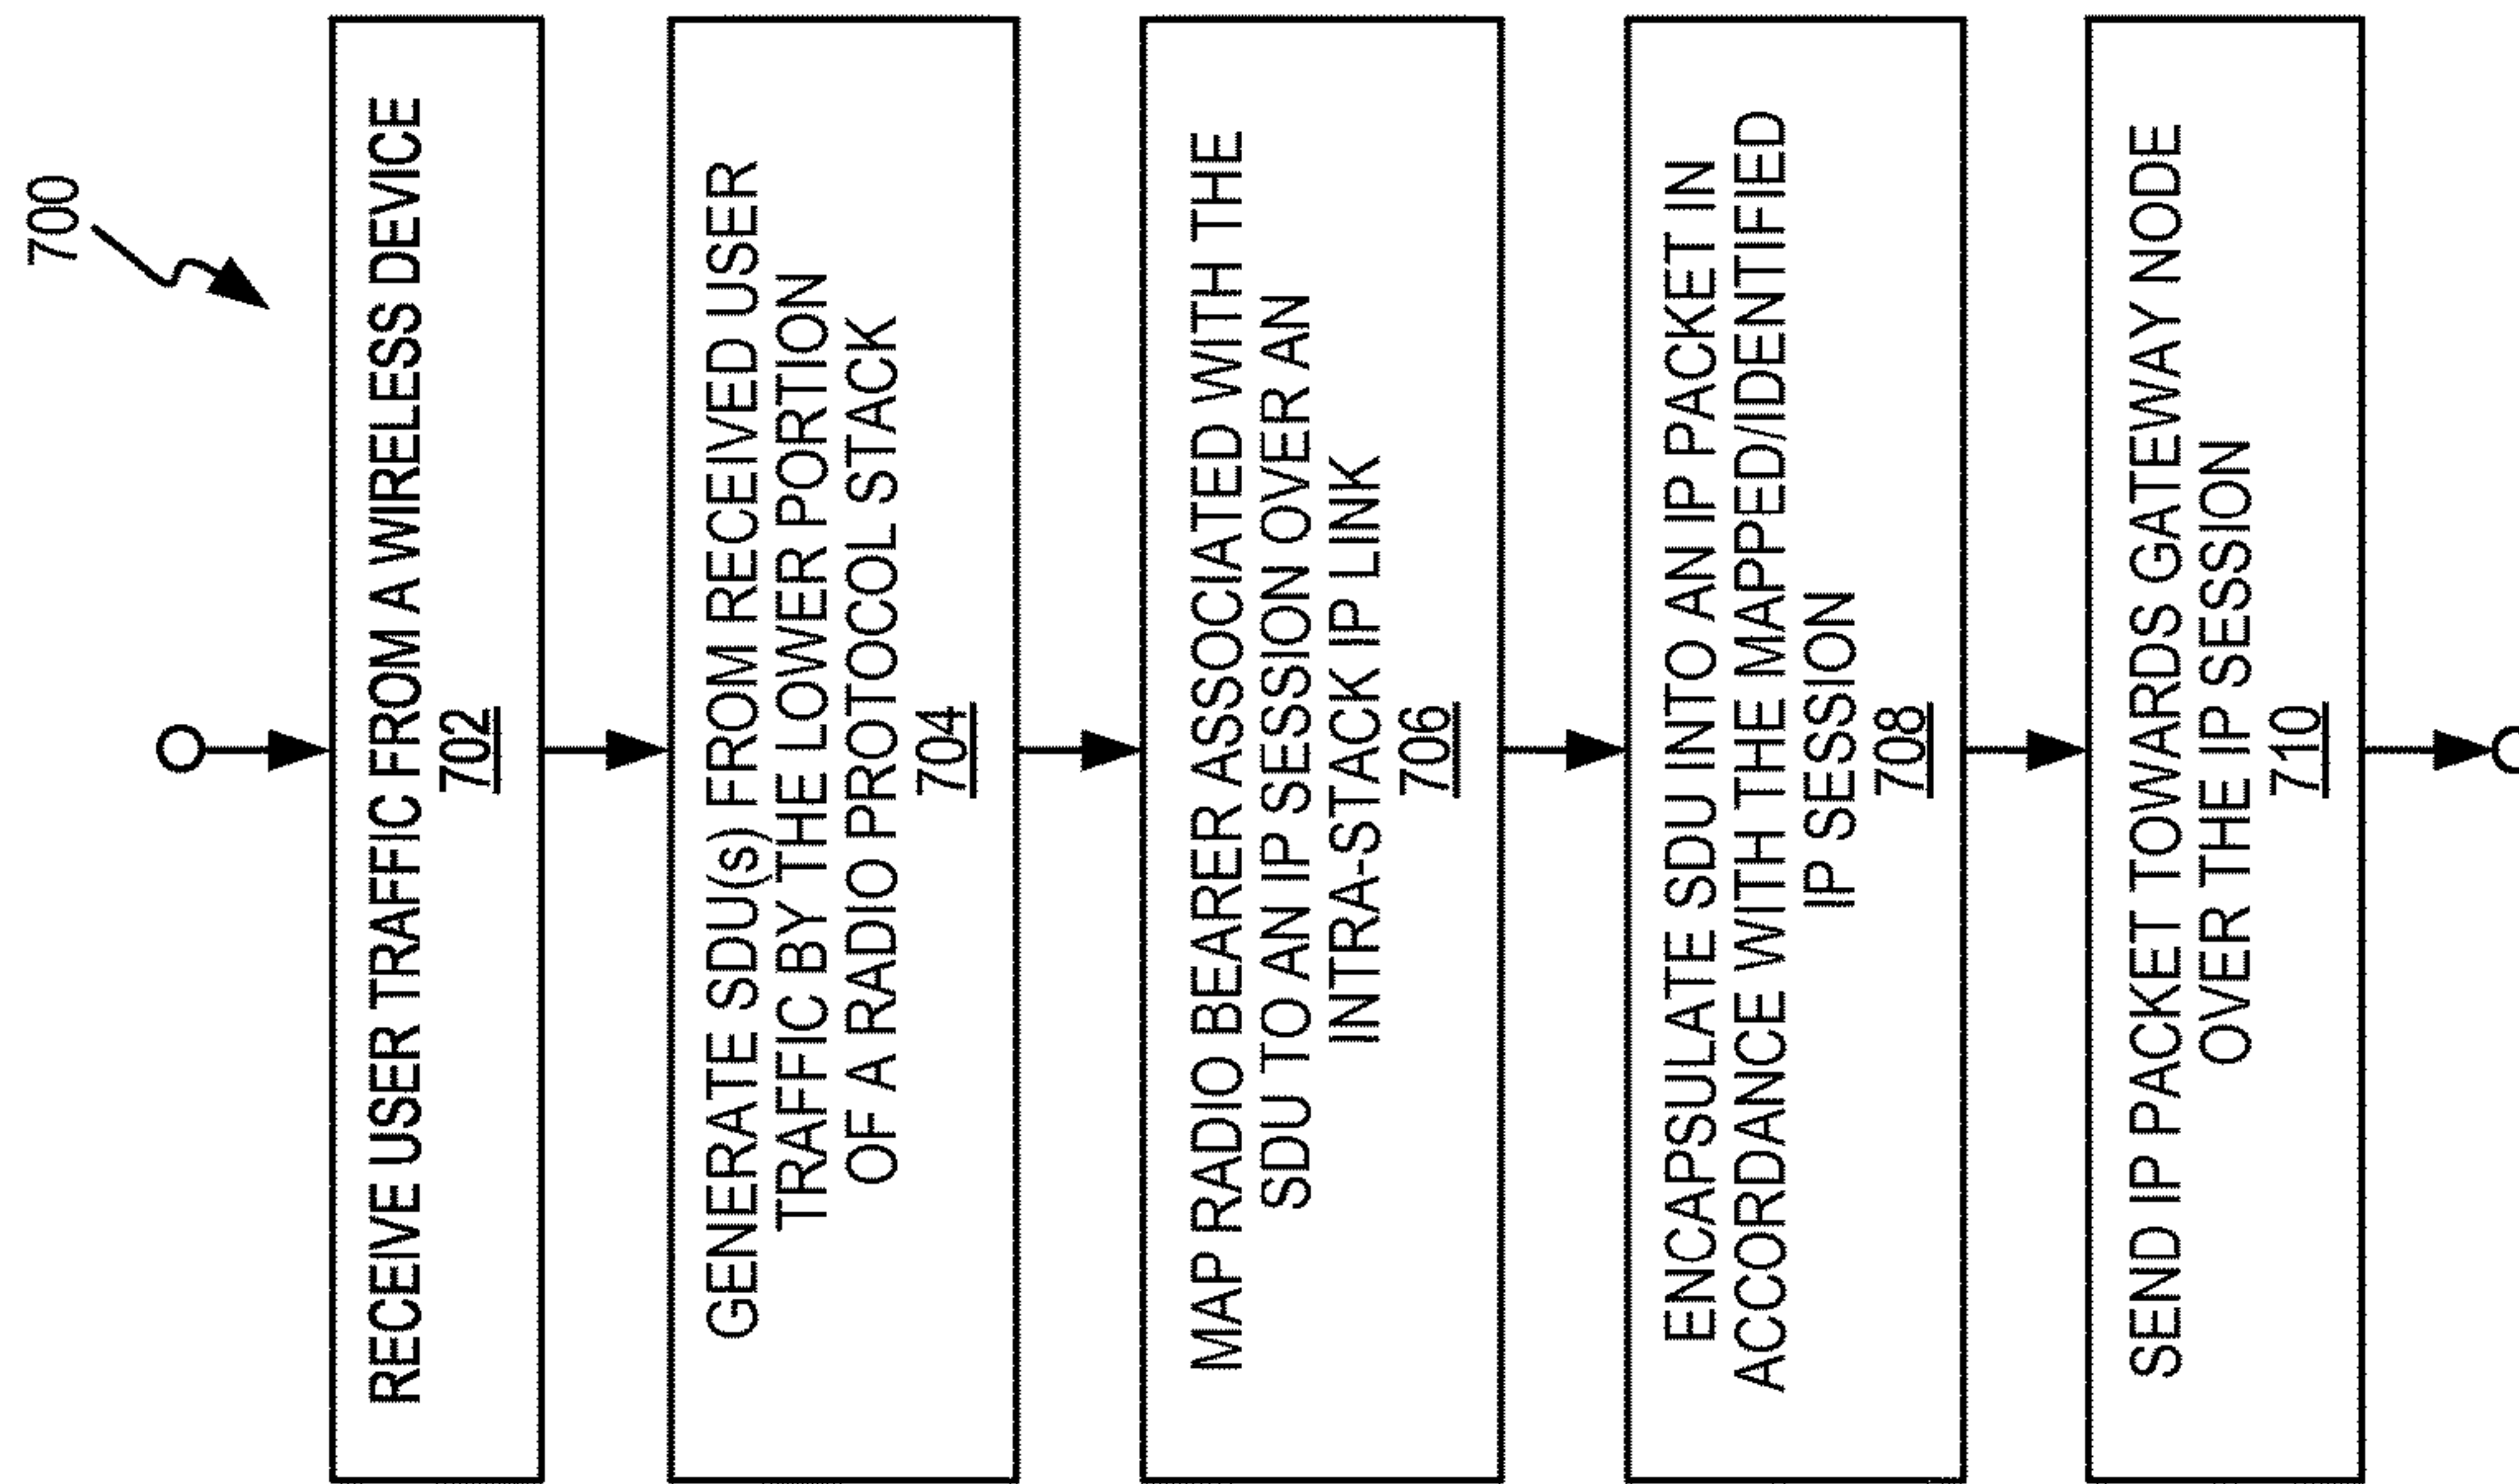 700
RECEIVE USER TRAFFIC FROM A WIRELESS DEVICE
702
GENERATE SDU(s) FROM RECEIVED USER
TRAFFIC BY THE LOWER PORTION
OF A RADIO PROTOCOL STACK
704
MAP RADIO BEARER ASSOCIATED WITH THE
SDU TO AN IP SESSION OVER AN
INTRA-STACK IP LINK
706
ENCAPSULATE SDU INTO AN IP PACKET IN
ACCORDANCE WITH THE MAPPED/IDENTIFIED
IP SESSION
708
SEND IP PACKET TOWARDS GATEWAY NODE
OVER THE IP SESSION
710